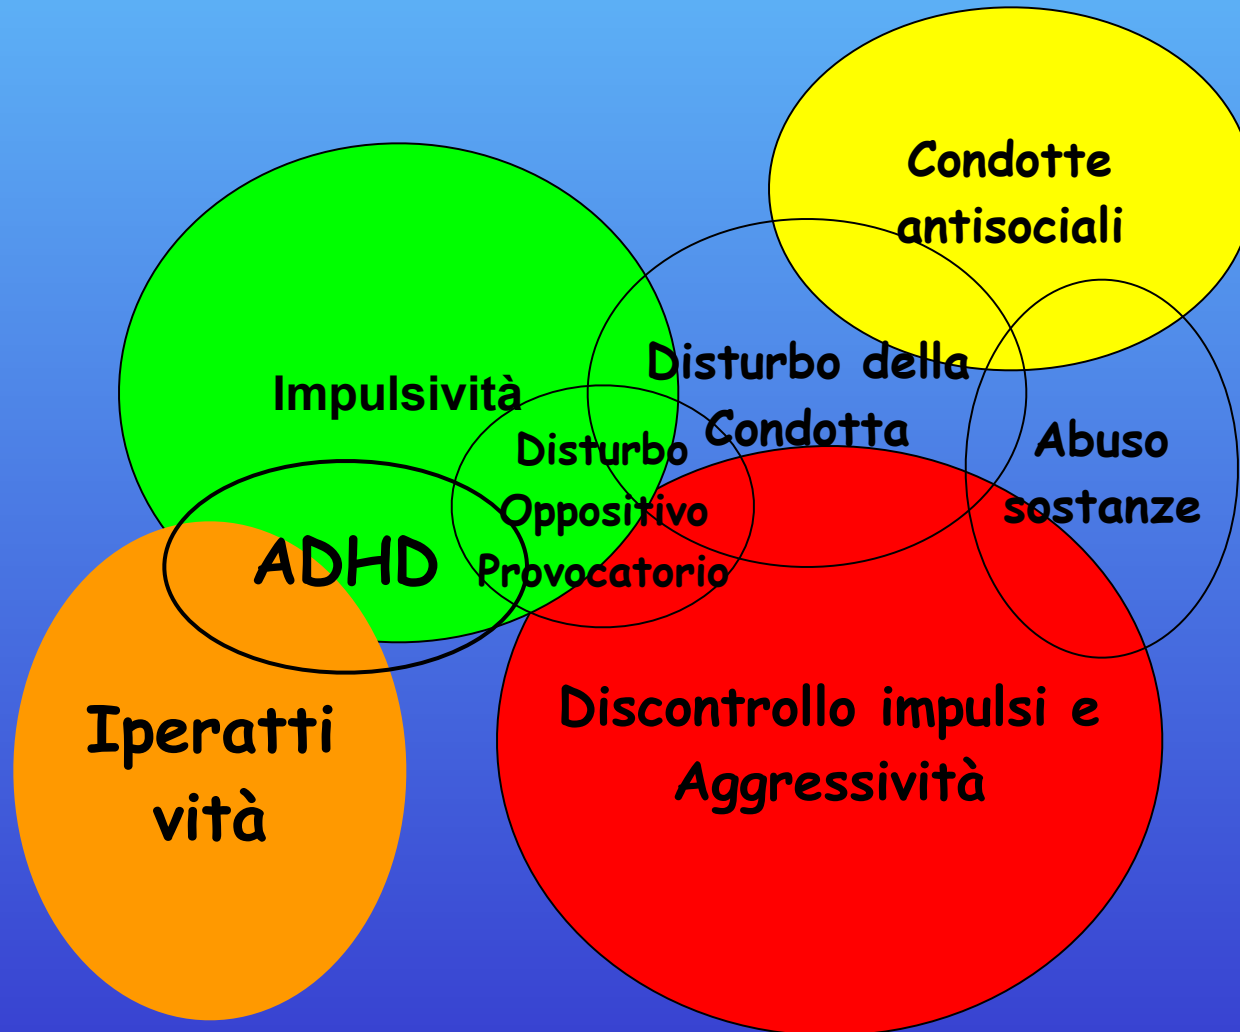 Condotte
antisociali
Impulsività
Disturbo della
Condotta
Disturbo
Oppositivo
Provocatorio
Abuso
sostanze
ADHD
Iperatti
vità
Discontrollo impulsi e
Aggressività